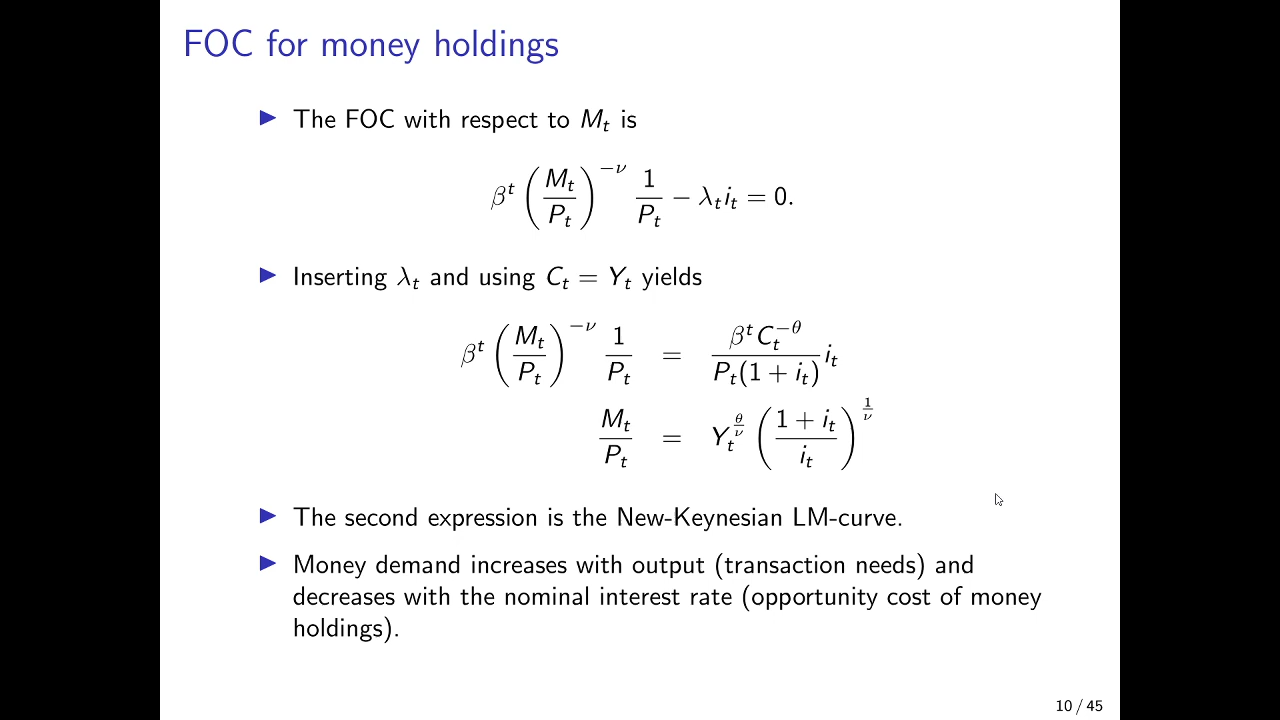 FOC for money holdings
▶ The FOC with respect to M_t is
β^t (M_t / P_t)^{−ν} 1 / P_t − λ_t i_t = 0.
▶ Inserting λ_t and using C_t = Y_t yields
β^t (M_t / P_t)^{−ν} 1 / P_t = β^t C_t^{−θ} / P_t(1 + i_t) i_t
M_t / P_t = Y_t^{θ/ν} ((1 + i_t) / i_t)^{1/ν}
▶ The second expression is the New-Keynesian LM-curve.
▶ Money demand increases with output (transaction needs) and
decreases with the nominal interest rate (opportunity cost of money
holdings).
10 / 45